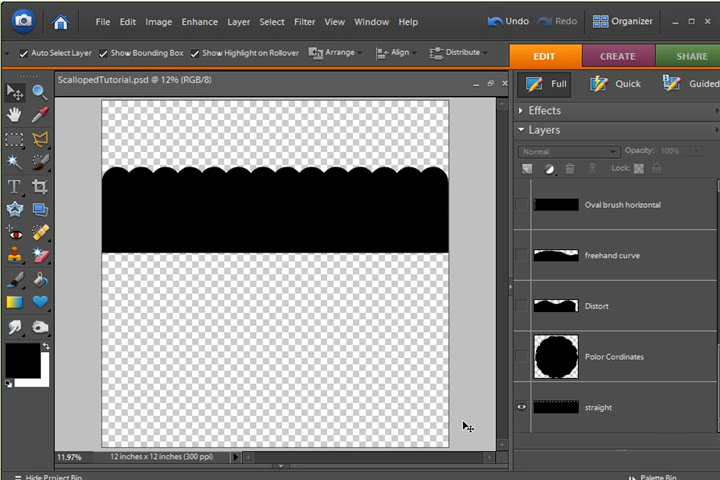 File Edit Image Enhance Layer Select Filter View Window Help Undo Redo Organizer
Auto Select Layer Show Bounding Box Show Highlight on Rollover Arrange Align Distribute EDIT CREATE SHARE
ScallopedTutorial.psd @ 12% (RGB/8)
Full Quick Guided
Effects
Layers
Normal Opacity: 100%
Lock:
Oval brush horizontal
freehand curve
Distort
Polor Cordinates
straight
11.97% 12 inches x 12 inches (300 ppi)
Hide Project Bin Palette Bin